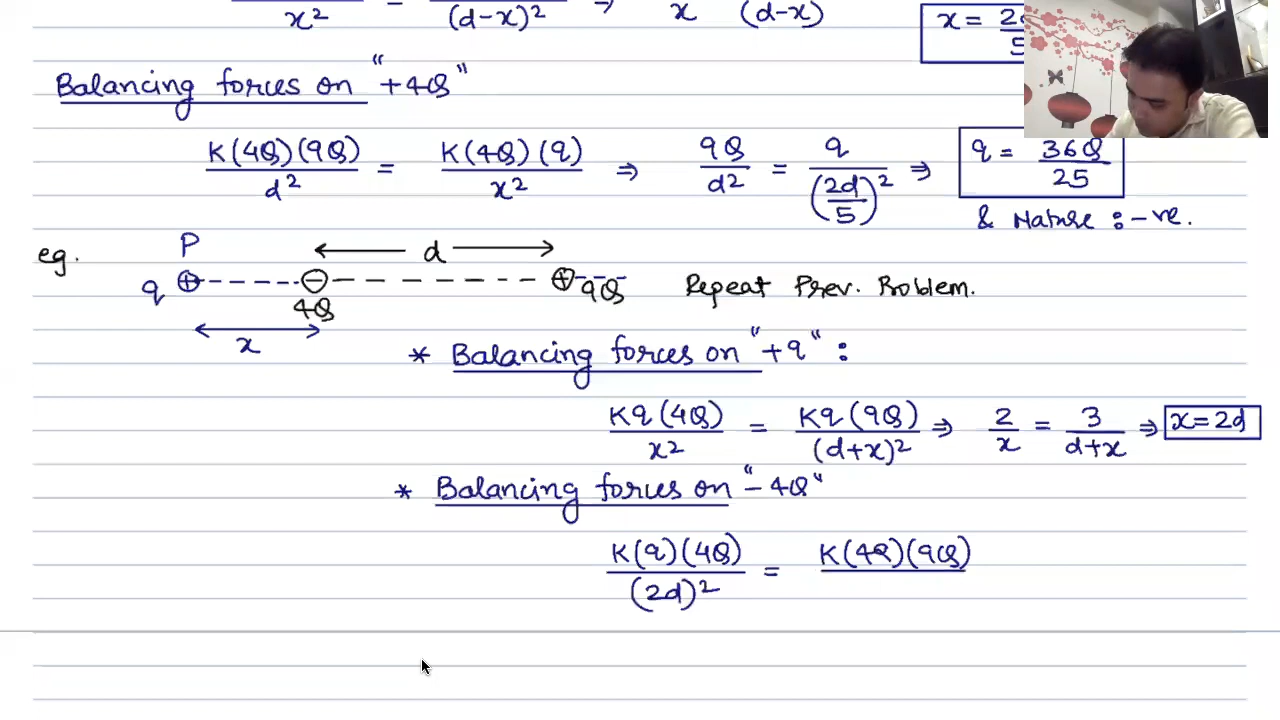 x² = (d-x)² ⇒ x (d-x) x = 2 5
Balancing forces on "+4Q"
K(4Q)(9Q)/d² = K(4Q)(q)/x² ⇒ 9Q/d² = q/(2d/5)² ⇒ q = 36Q/25
& Nature : -ve.
eg. P d
q ⊕ ⊖ ⊕ 9Q Repeat Prev. Problem.
4Q
x
* Balancing forces on "+q" :
Kq(4Q)/x² = Kq(9Q)/(d+x)² ⇒ 2/x = 3/(d+x) ⇒ x=2d
* Balancing forces on "-4Q"
K(q)(4Q)/(2d)² = K(4Q)(9Q)